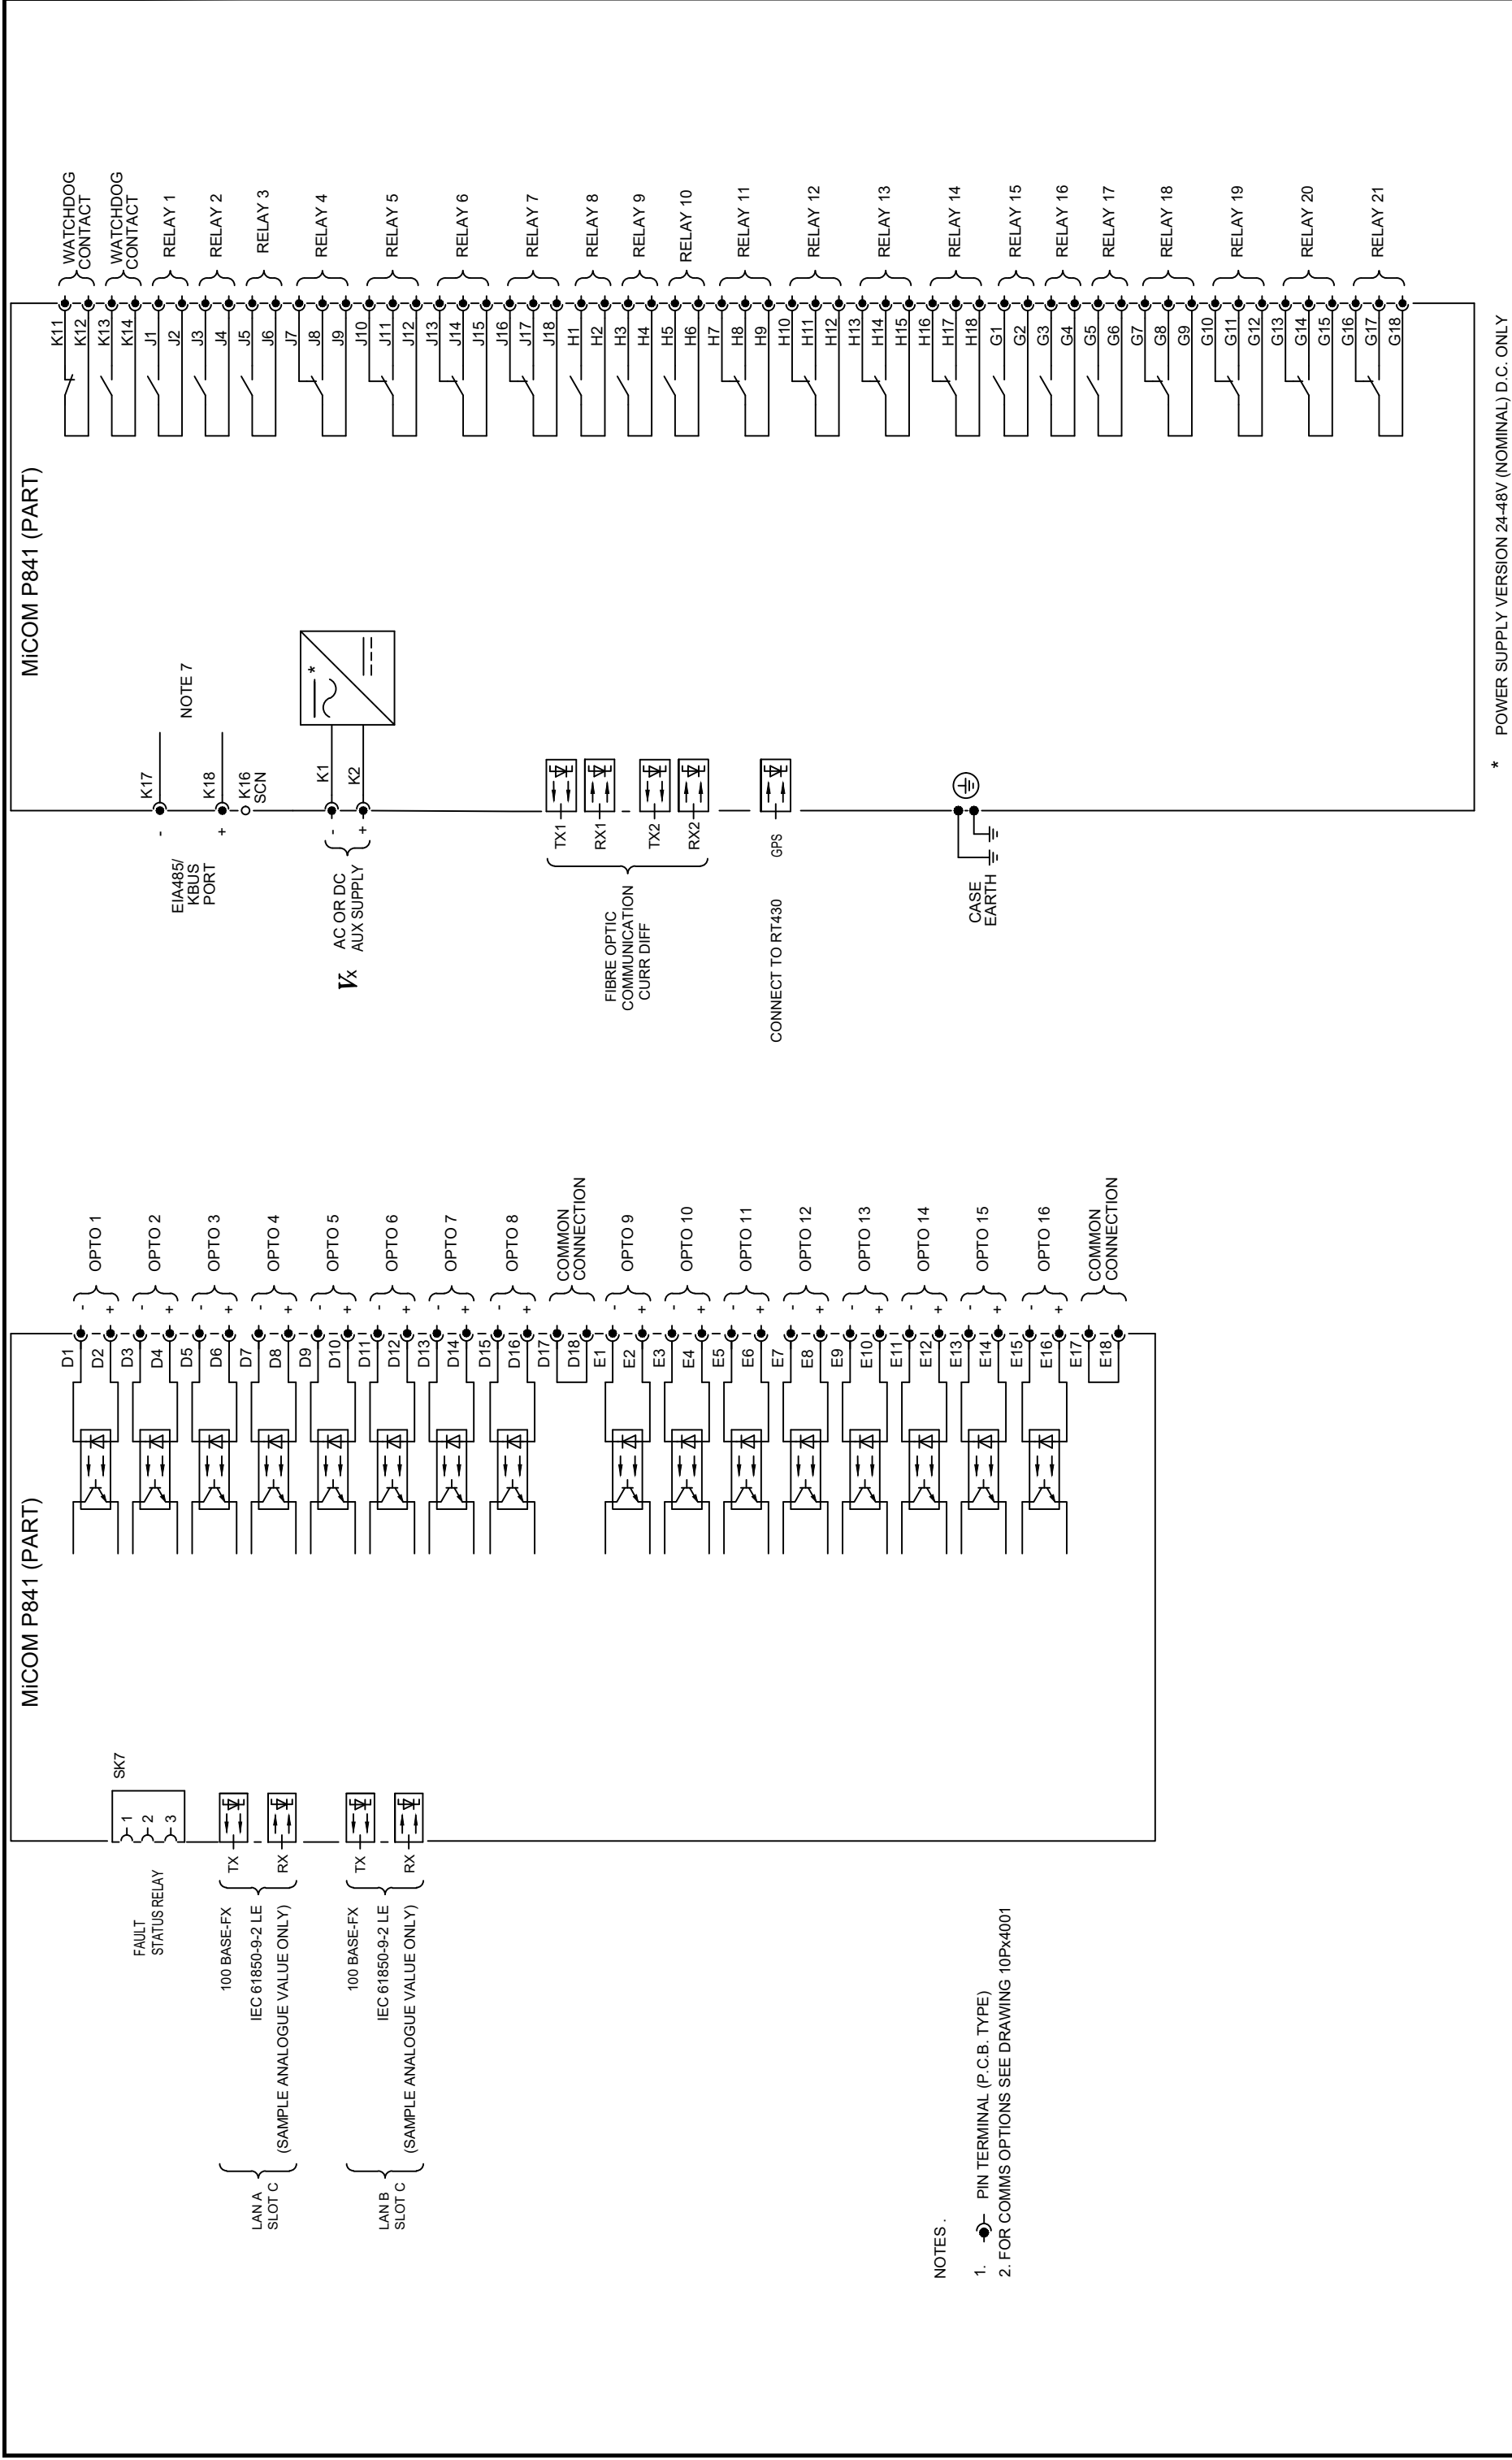 MiCOM P841 (PART)
SK7
1
2
3
FAULT
STATUS RELAY
TX
RX
100 BASE-FX
IEC 61850-9-2 LE
(SAMPLE ANALOGUE VALUE ONLY)
LAN A
SLOT C
TX
RX
100 BASE-FX
IEC 61850-9-2 LE
(SAMPLE ANALOGUE VALUE ONLY)
LAN B
SLOT C
D1
-
D2
+
OPTO 1
D3
-
D4
+
OPTO 2
D5
-
D6
+
OPTO 3
D7
-
D8
+
OPTO 4
D9
-
D10
+
OPTO 5
D11
-
D12
+
OPTO 6
D13
-
D14
+
OPTO 7
D15
-
D16
+
OPTO 8
D17
D18
COMMON
CONNECTION
E1
-
E2
+
OPTO 9
E3
-
E4
+
OPTO 10
E5
-
E6
+
OPTO 11
E7
-
E8
+
OPTO 12
E9
-
E10
+
OPTO 13
E11
-
E12
+
OPTO 14
E13
-
E14
+
OPTO 15
E15
-
E16
+
OPTO 16
E17
E18
COMMON
CONNECTION
NOTES .
1. PIN TERMINAL (P.C.B. TYPE)
2. FOR COMMS OPTIONS SEE DRAWING 10Px4001
MiCOM P841 (PART)
EIA485/
KBUS
PORT
-
K17
NOTE 7
+
K18
K16
SCN
Vx
AC OR DC
AUX SUPPLY
-
K1
+
K2
*
FIBRE OPTIC
COMMUNICATION
CURR DIFF
TX1
RX1
TX2
RX2
CONNECT TO RT430
GPS
CASE
EARTH
K11
K12
WATCHDOG
CONTACT
K13
K14
WATCHDOG
CONTACT
J1
J2
RELAY 1
J3
J4
RELAY 2
J5
J6
RELAY 3
J7
J8
J9
RELAY 4
J10
J11
J12
RELAY 5
J13
J14
J15
RELAY 6
J16
J17
J18
RELAY 7
H1
H2
RELAY 8
H3
H4
RELAY 9
H5
H6
RELAY 10
H7
H8
H9
RELAY 11
H10
H11
H12
RELAY 12
H13
H14
H15
RELAY 13
H16
H17
H18
RELAY 14
G1
G2
RELAY 15
G3
G4
RELAY 16
G5
G6
RELAY 17
G7
G8
G9
RELAY 18
G10
G11
G12
RELAY 19
G13
G14
G15
RELAY 20
G16
G17
G18
RELAY 21
* POWER SUPPLY VERSION 24-48V (NOMINAL) D.C. ONLY